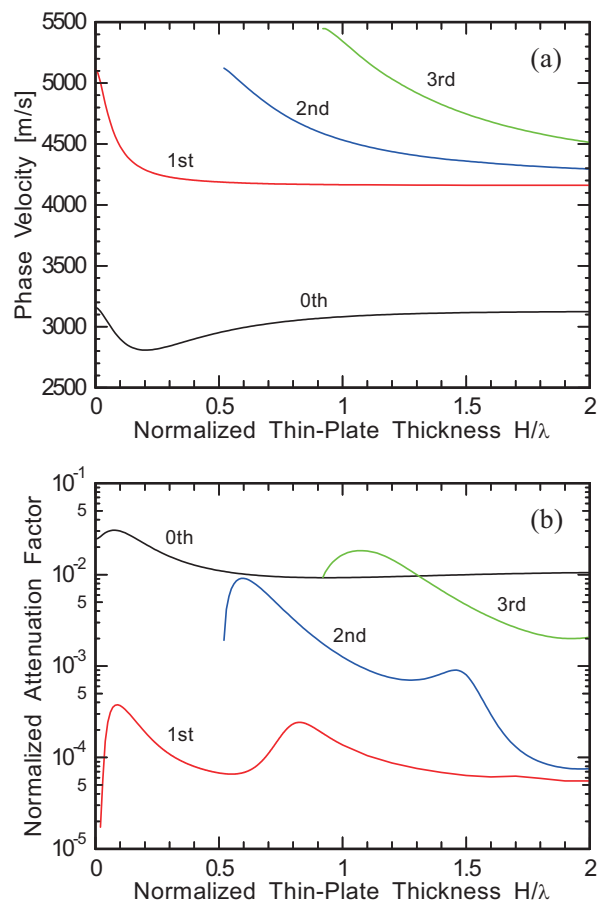 5500
5000
4500
4000
3500
3000
2500
Phase Velocity [m/s]
(a)
3rd
2nd
1st
0th
0 0.5 1 1.5 2
Normalized Thin-Plate Thickness H/λ
10-1
5
10-2
5
10-3
5
10-4
5
10-5
Normalized Attenuation Factor
(b)
0th
3rd
2nd
1st
0 0.5 1 1.5 2
Normalized Thin-Plate Thickness H/λ